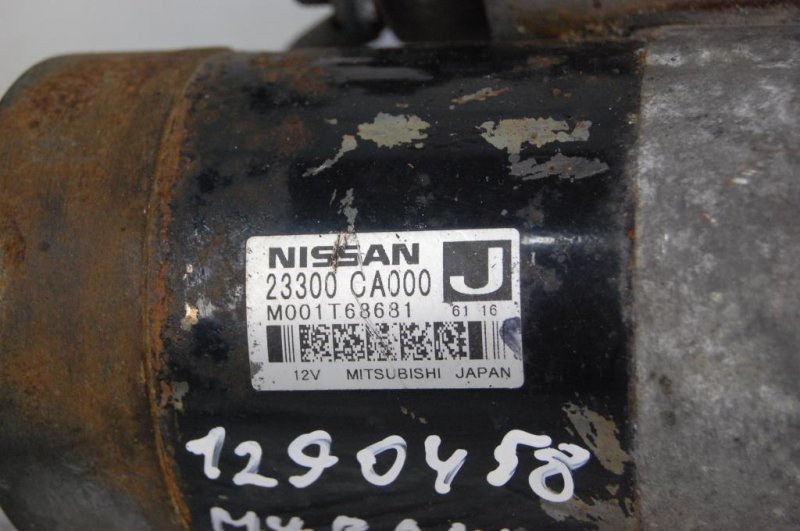 NISSAN J
23300 CA000
M001T68681 61 16
12V MITSUBISHI JAPAN
1290458